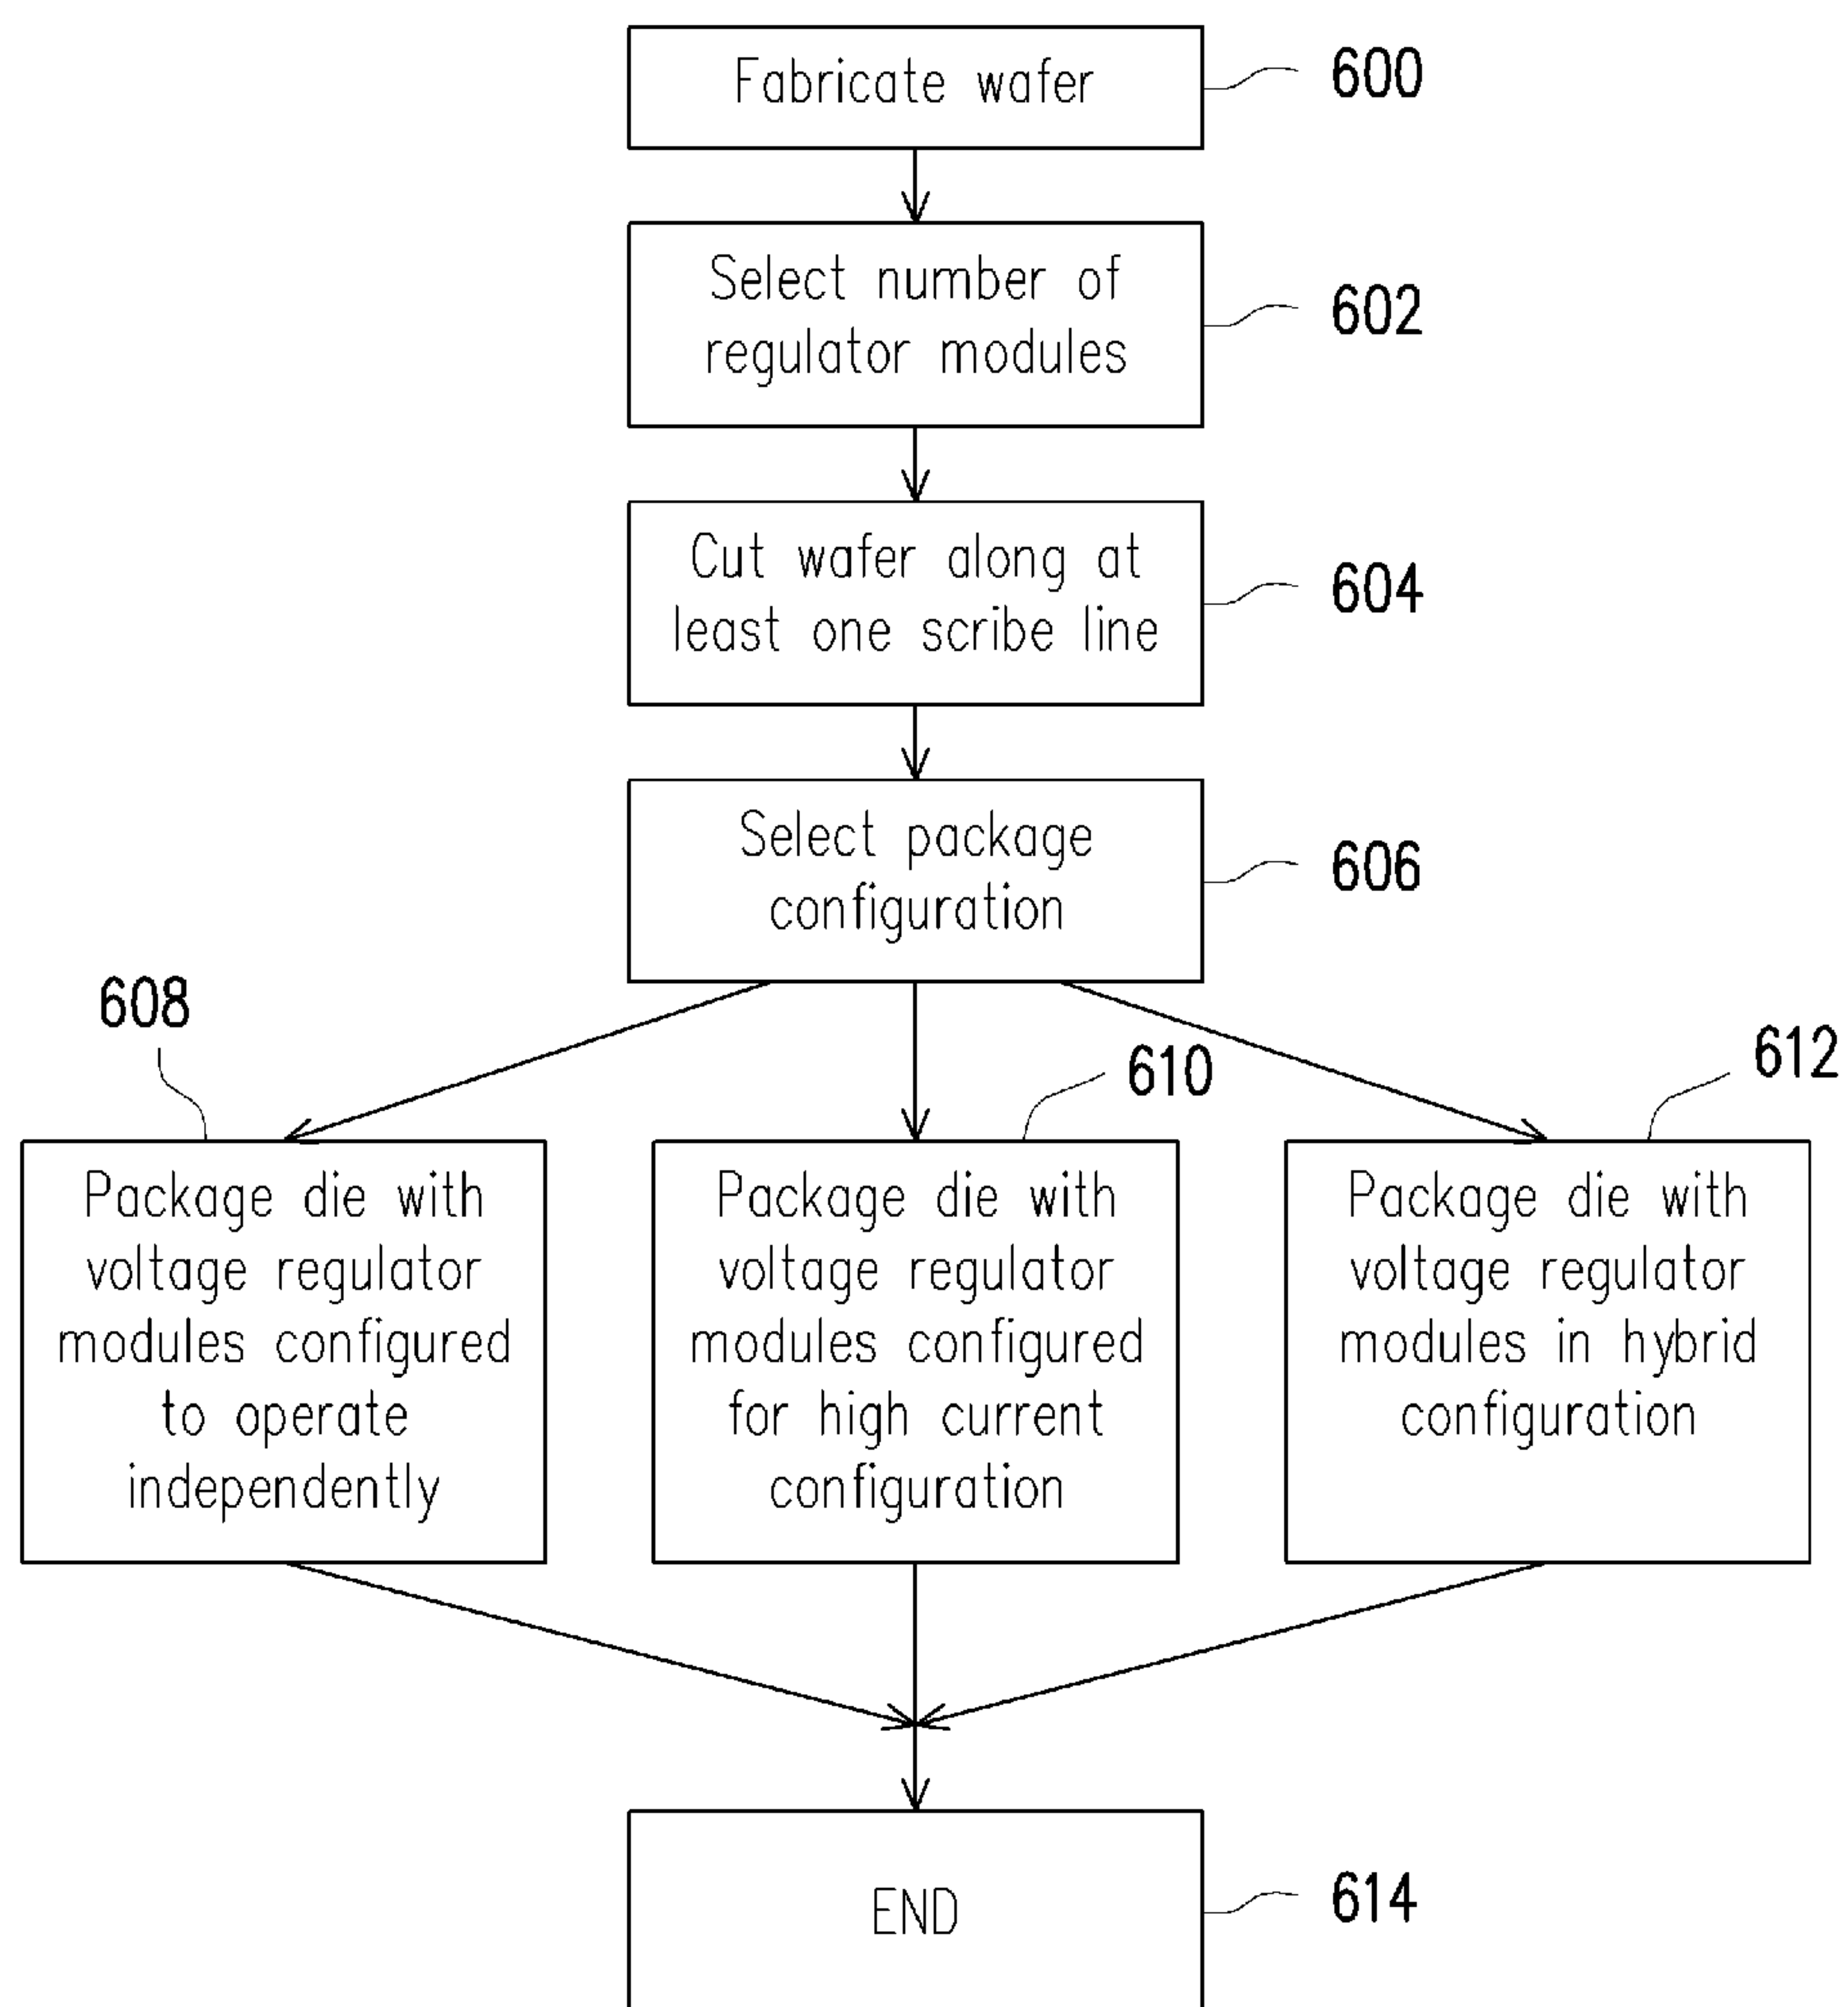 Fabricate wafer
600
Select number of
regulator modules
602
Cut wafer along at
least one scribe line
604
Select package
configuration
606
608
Package die with
voltage regulator
modules configured
to operate
independently
610
Package die with
voltage regulator
modules configured
for high current
configuration
612
Package die with
voltage regulator
modules in hybrid
configuration
END
614